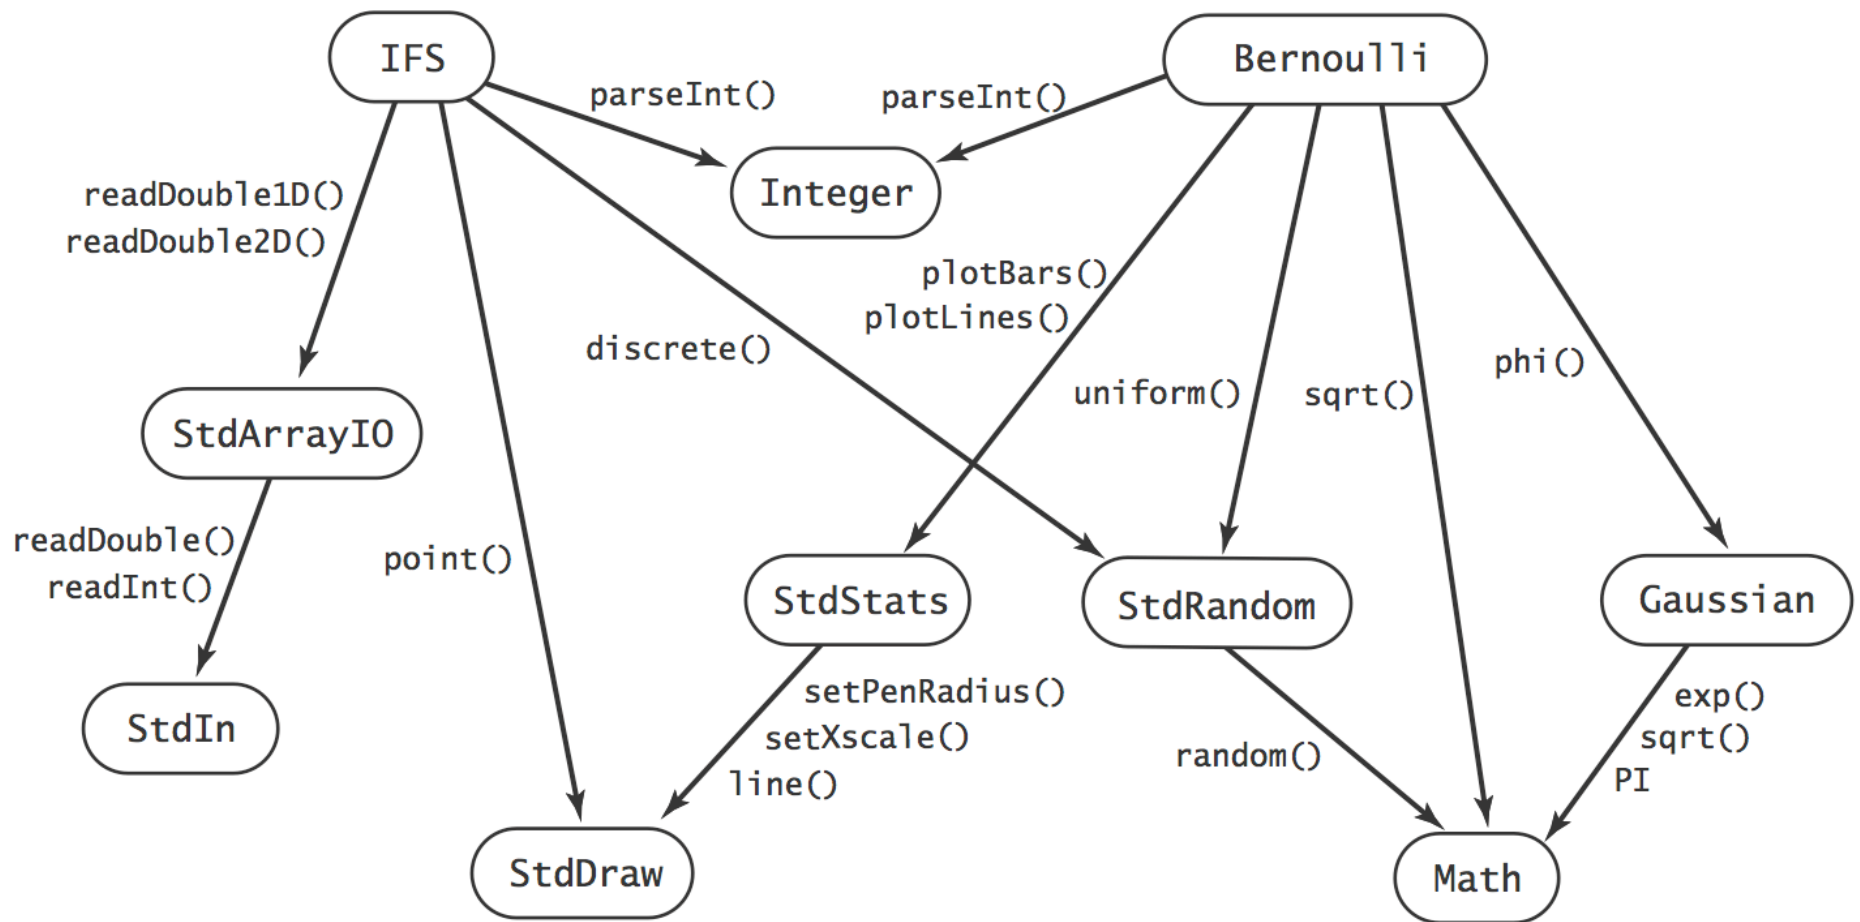 IFS
Bernoulli
parseInt()
parseInt()
Integer
readDouble1D()
readDouble2D()
plotBars()
plotLines()
discrete()
phi()
uniform()
sqrt()
StdArrayIO
readDouble()
readInt()
point()
StdStats
StdRandom
Gaussian
setPenRadius()
setXscale()
line()
exp()
sqrt()
PI
random()
StdIn
StdDraw
Math